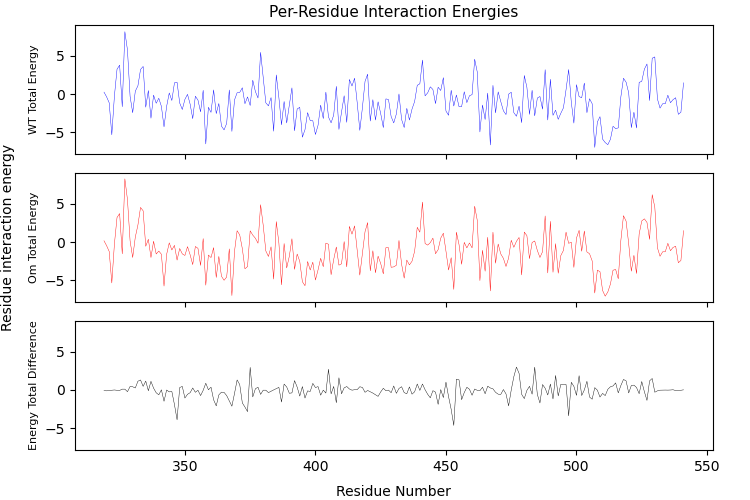 Per-Residue Interaction Energies
Residue interaction energy
WT Total Energy
5
0
−5
Om Total Energy
5
0
−5
Energy Total Difference
5
0
−5
350 400 450 500 550
Residue Number